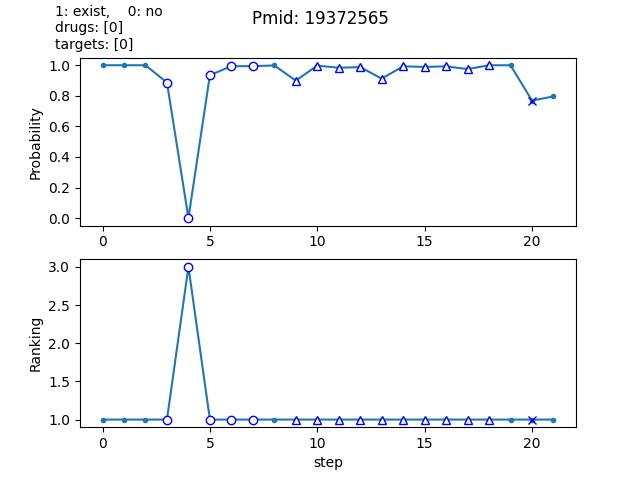 1: exist,    0: no
drugs: [0]
targets: [0]
Pmid: 19372565
Probability
1.0
0.8
0.6
0.4
0.2
0.0
0 5 10 15 20
Ranking
3.0
2.5
2.0
1.5
1.0
0 5 10 15 20
step